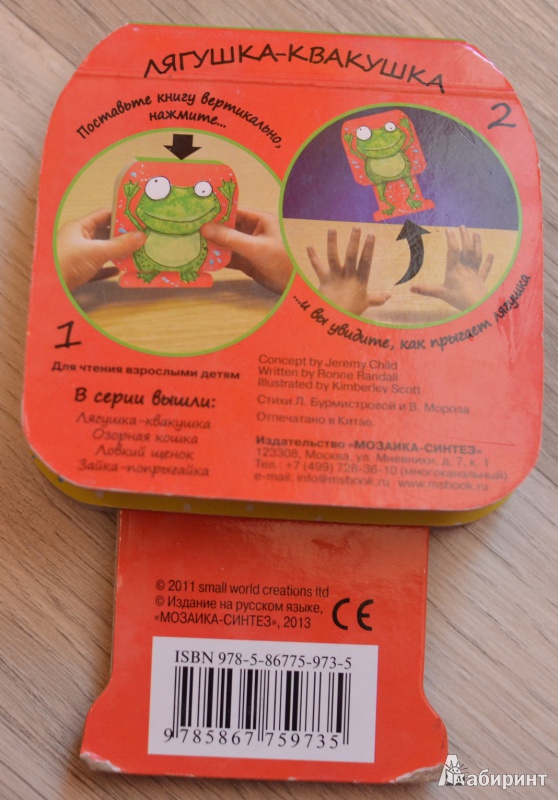 ЛЯГУШКА-КВАКУШКА
Поставьте книгу вертикально,
нажмите...
2
1
...и вы увидите, как прыгает лягушка
Для чтения взрослыми детям
В серии вышли:
Лягушка-квакушка
Озорная кошка
Ловкий щенок
Зайка-попрыгайка
Concept by Jeremy Child
Written by Ronne Randall
Illustrated by Kimberley Scott
Стихи Л. Бурмистровой и В. Мороза
Отпечатано в Китае.
Издательство «МОЗАИКА-СИНТЕЗ»
123308, Москва, ул. Мневники, д. 7, к. 1
Тел.: +7 (499) 726-36-10 (многоканальный)
e-mail: info@msbook.ru www.msbook.ru
© 2011 small world creations ltd
© Издание на русском языке,
«МОЗАИКА-СИНТЕЗ», 2013
CE
ISBN 978-5-86775-973-5
9 785867 759735
Лабиринт